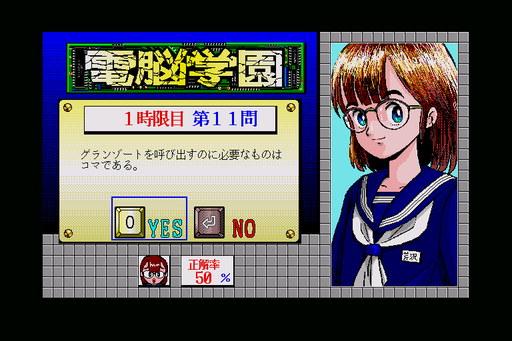 電脳学園
1時限目 第11問
グランゾートを呼び出すのに必要なものは
コマである。
0 YES ↵ NO
芹沢
正解率
50 %